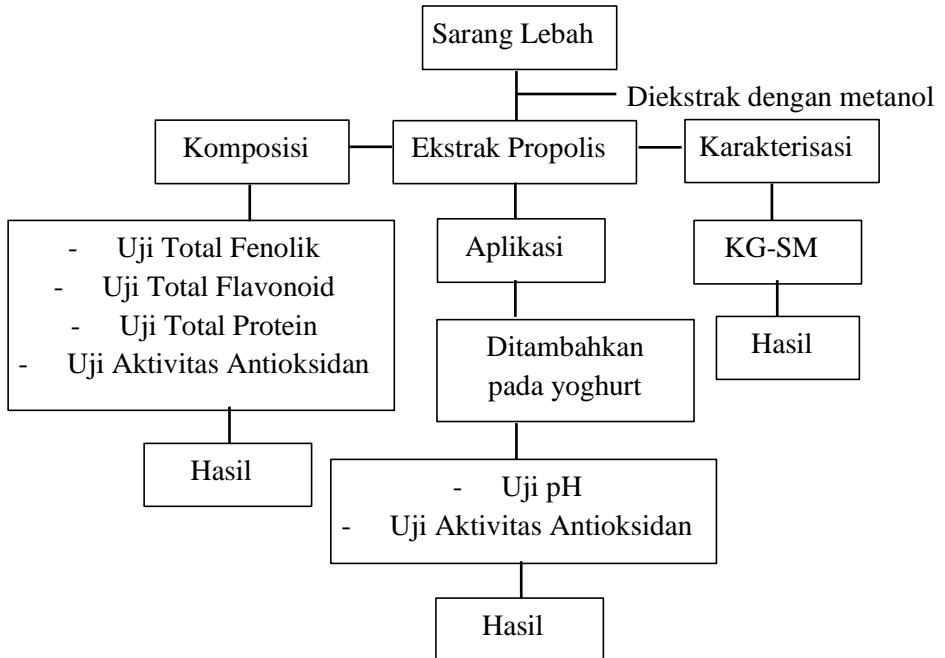 Sarang Lebah
Diekstrak dengan metanol
Komposisi
Ekstrak Propolis
Karakterisasi
- Uji Total Fenolik
- Uji Total Flavonoid
- Uji Total Protein
- Uji Aktivitas Antioksidan
Aplikasi
KG-SM
Ditambahkan
pada yoghurt
Hasil
Hasil
- Uji pH
- Uji Aktivitas Antioksidan
Hasil